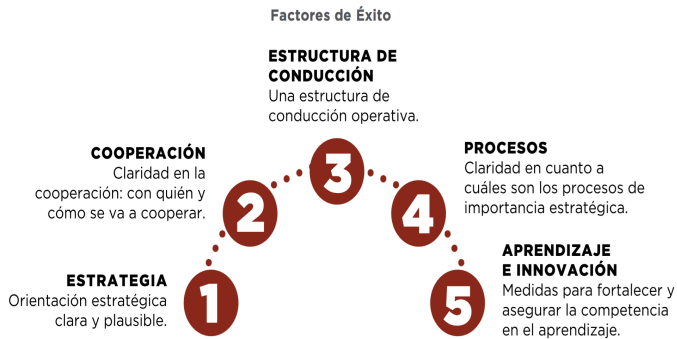 Factores de Éxito
1
ESTRATEGIA
Orientación estratégica
clara y plausible.
2
COOPERACIÓN
Claridad en la
cooperación: con quién y
cómo se va a cooperar.
3
ESTRUCTURA DE
CONDUCCIÓN
Una estructura de
conducción operativa.
4
PROCESOS
Claridad en cuanto a
cuáles son los procesos de
importancia estratégica.
5
APRENDIZAJE
E INNOVACIÓN
Medidas para fortalecer y
asegurar la competencia
en el aprendizaje.